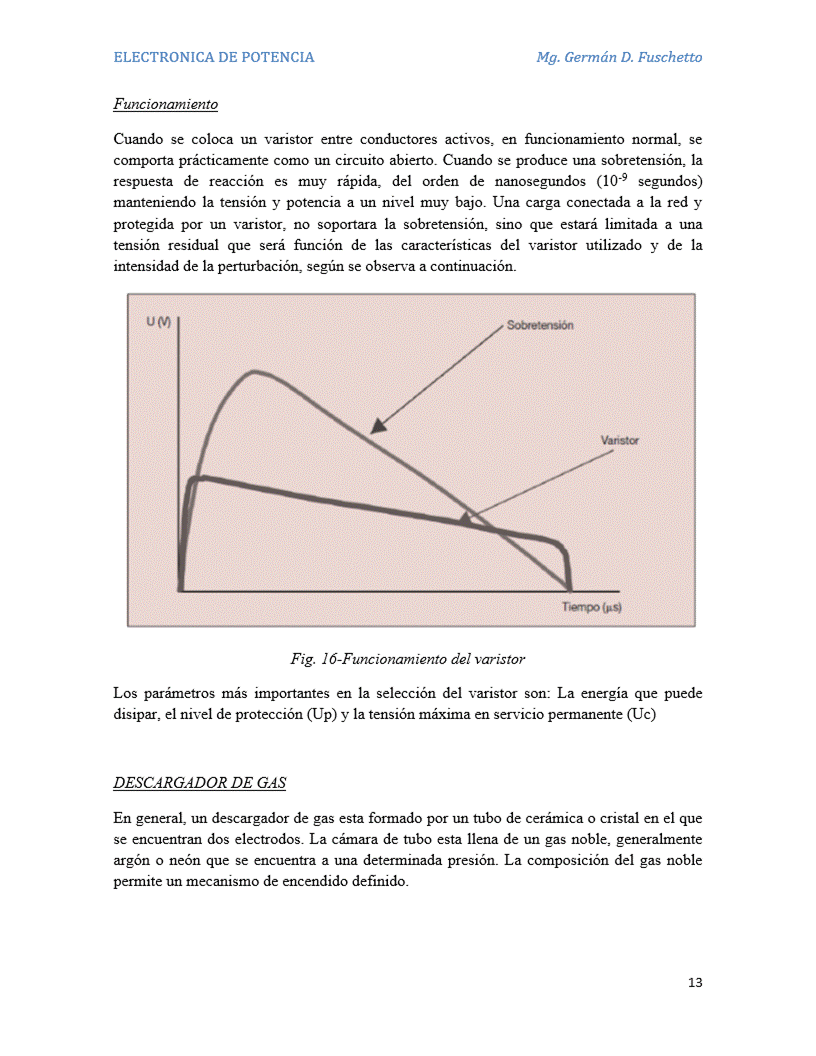 ELECTRONICA DE POTENCIA Mg. Germán D. Fuschetto
Funcionamiento
Cuando se coloca un varistor entre conductores activos, en funcionamiento normal, se
comporta prácticamente como un circuito abierto. Cuando se produce una sobretensión, la
respuesta de reacción es muy rápida, del orden de nanosegundos (10⁻⁹ segundos)
manteniendo la tensión y potencia a un nivel muy bajo. Una carga conectada a la red y
protegida por un varistor, no soportara la sobretensión, sino que estará limitada a una
tensión residual que será función de las características del varistor utilizado y de la
intensidad de la perturbación, según se observa a continuación.
U (V)
Sobretensión
Varistor
Tiempo (µs)
Fig. 16-Funcionamiento del varistor
Los parámetros más importantes en la selección del varistor son: La energía que puede
disipar, el nivel de protección (Up) y la tensión máxima en servicio permanente (Uc)
DESCARGADOR DE GAS
En general, un descargador de gas esta formado por un tubo de cerámica o cristal en el que
se encuentran dos electrodos. La cámara de tubo esta llena de un gas noble, generalmente
argón o neón que se encuentra a una determinada presión. La composición del gas noble
permite un mecanismo de encendido definido.
13